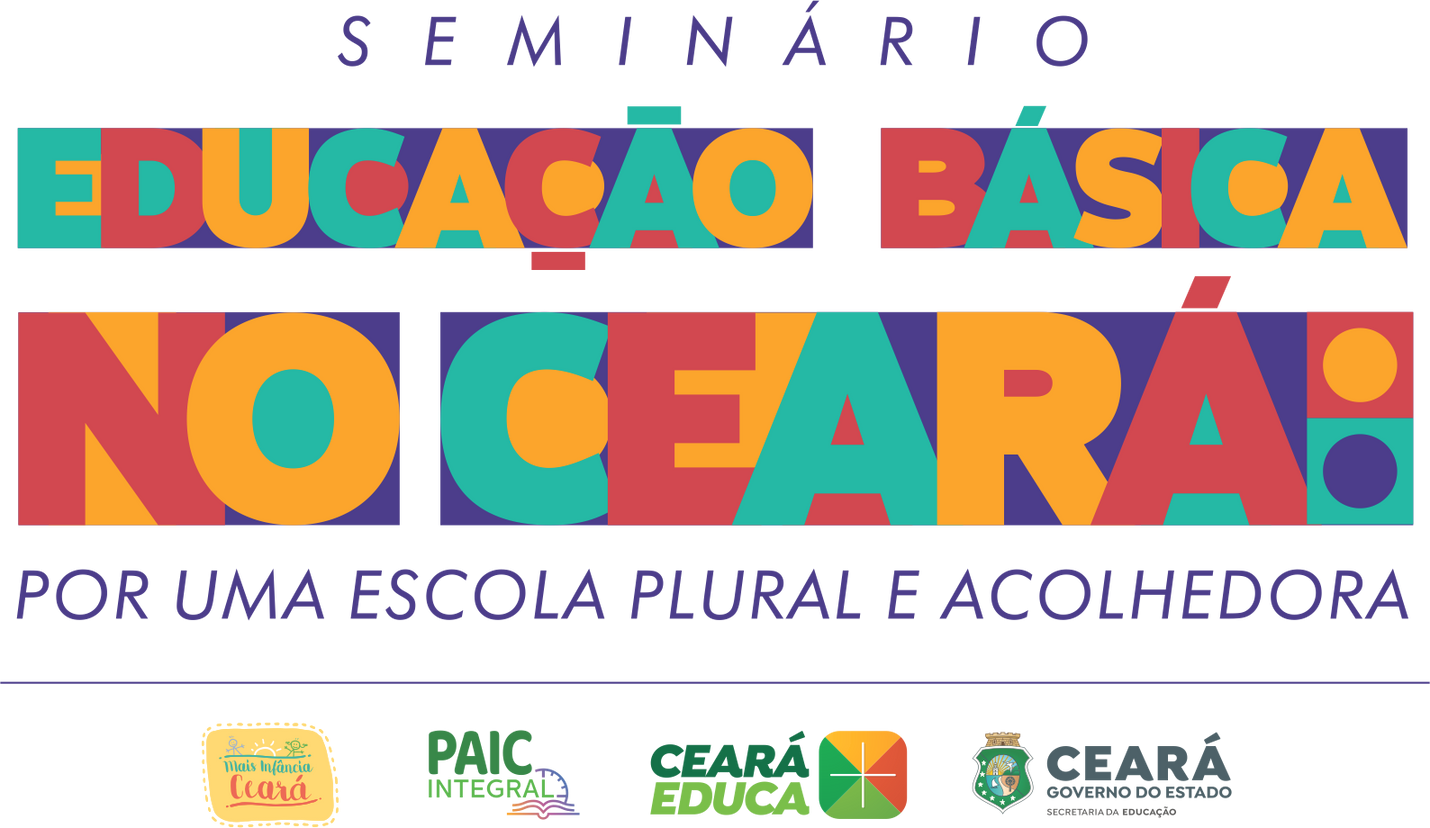 SEMINÁRIO
EDUCAÇÃO BÁSICA
NO CEARÁ:
POR UMA ESCOLA PLURAL E ACOLHEDORA
Mais Infância
Ceará
PAIC
INTEGRAL
CEARÁ
EDUCA
CEARÁ
GOVERNO DO ESTADO
SECRETARIA DA EDUCAÇÃO